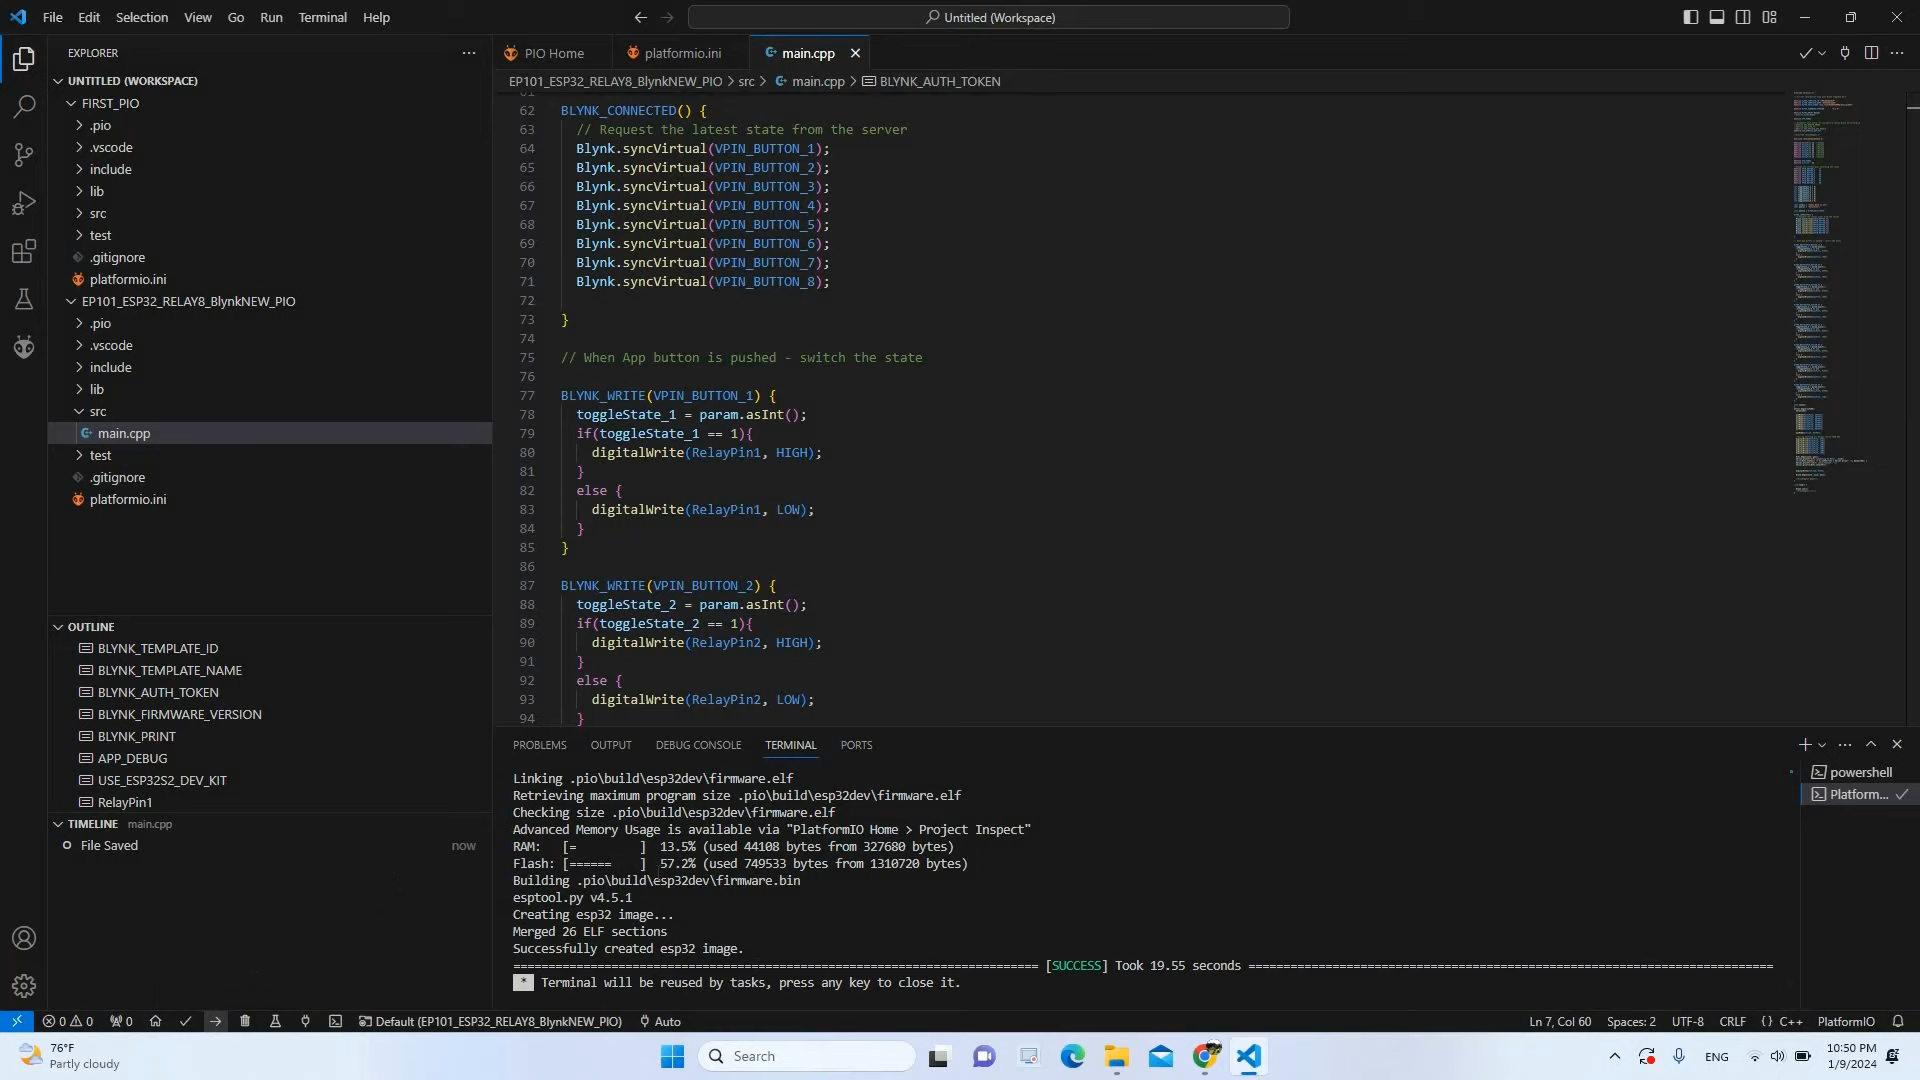 File Edit Selection View Go Run Terminal Help
Untitled (Workspace)
EXPLORER
UNTITLED (WORKSPACE)
FIRST_PIO
.pio
.vscode
include
lib
src
test
.gitignore
platformio.ini
EP101_ESP32_RELAY8_BlynkNEW_PIO
.pio
.vscode
include
lib
src
main.cpp
test
.gitignore
platformio.ini
OUTLINE
BLYNK_TEMPLATE_ID
BLYNK_TEMPLATE_NAME
BLYNK_AUTH_TOKEN
BLYNK_FIRMWARE_VERSION
BLYNK_PRINT
APP_DEBUG
USE_ESP32S2_DEV_KIT
RelayPin1
TIMELINE main.cpp
File Saved now
PIO Home platformio.ini main.cpp
EP101_ESP32_RELAY8_BlynkNEW_PIO > src > main.cpp > BLYNK_AUTH_TOKEN
62 BLYNK_CONNECTED() {
63 // Request the latest state from the server
64 Blynk.syncVirtual(VPIN_BUTTON_1);
65 Blynk.syncVirtual(VPIN_BUTTON_2);
66 Blynk.syncVirtual(VPIN_BUTTON_3);
67 Blynk.syncVirtual(VPIN_BUTTON_4);
68 Blynk.syncVirtual(VPIN_BUTTON_5);
69 Blynk.syncVirtual(VPIN_BUTTON_6);
70 Blynk.syncVirtual(VPIN_BUTTON_7);
71 Blynk.syncVirtual(VPIN_BUTTON_8);
72
73 }
74
75 // When App button is pushed - switch the state
76
77 BLYNK_WRITE(VPIN_BUTTON_1) {
78 toggleState_1 = param.asInt();
79 if(toggleState_1 == 1){
80 digitalWrite(RelayPin1, HIGH);
81 }
82 else {
83 digitalWrite(RelayPin1, LOW);
84 }
85 }
86
87 BLYNK_WRITE(VPIN_BUTTON_2) {
88 toggleState_2 = param.asInt();
89 if(toggleState_2 == 1){
90 digitalWrite(RelayPin2, HIGH);
91 }
92 else {
93 digitalWrite(RelayPin2, LOW);
94 }
PROBLEMS OUTPUT DEBUG CONSOLE TERMINAL PORTS
Linking .pio\build\esp32dev\firmware.elf
Retrieving maximum program size .pio\build\esp32dev\firmware.elf
Checking size .pio\build\esp32dev\firmware.elf
Advanced Memory Usage is available via "PlatformIO Home > Project Inspect"
RAM: [= ] 13.5% (used 44108 bytes from 327680 bytes)
Flash: [====== ] 57.2% (used 749533 bytes from 1310720 bytes)
Building .pio\build\esp32dev\firmware.bin
esptool.py v4.5.1
Creating esp32 image...
Merged 26 ELF sections
Successfully created esp32 image.
[SUCCESS] Took 19.55 seconds
* Terminal will be reused by tasks, press any key to close it.
powershell
Platform...
0 0 0 Default (EP101_ESP32_RELAY8_BlynkNEW_PIO) Auto
Ln 7, Col 60 Spaces: 2 UTF-8 CRLF {} C++ PlatformIO
76°F
Partly cloudy
Search
ENG
10:50 PM
1/9/2024